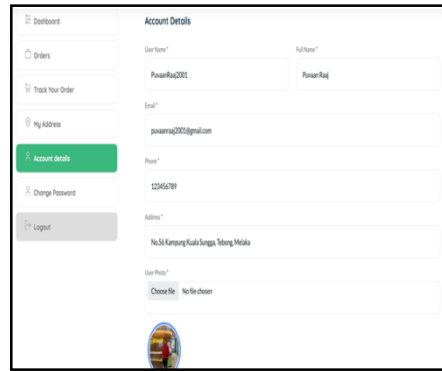 Dashboard
Orders
Track Your Order
My Address
Account details
Change Password
Logout
Account Details
User Name *
Full Name *
PuvaanRaaj2001
Puvaan Raaj
Email *
puvaanraaj2001@gmail.com
Phone *
123456789
Address *
No.56 Kampung Kuala Sungga, Tebong, Melaka
User Photo *
Choose file No file chosen